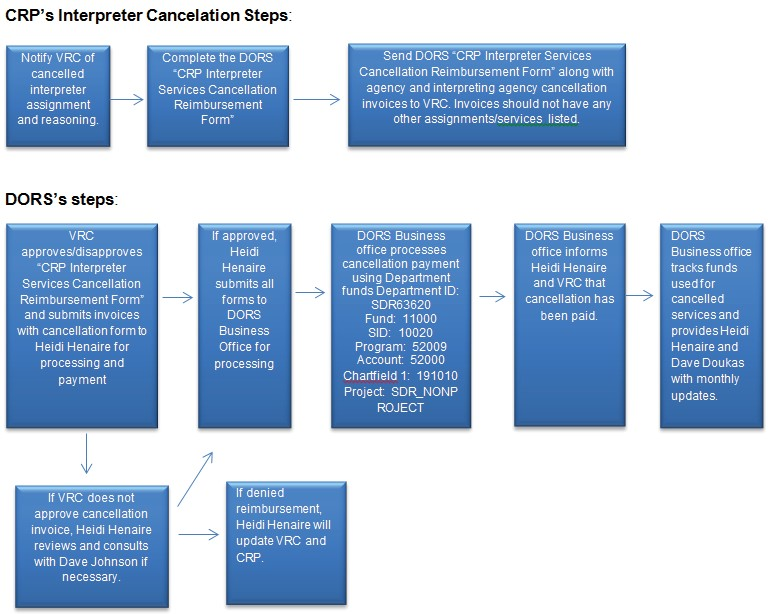 CRP's Interpreter Cancelation Steps:
Notify VRC of
cancelled
interpreter
assignment
and reasoning.
Complete the DORS
"CRP Interpreter
Services Cancellation
Reimbursement
Form"
Send DORS "CRP Interpreter Services
Cancellation Reimbursement Form" along with
agency and interpreting agency cancellation
invoices to VRC. Invoices should not have any
other assignments/services listed.
DORS's steps:
VRC
approves/disapproves
"CRP Interpreter
Services Cancellation
Reimbursement Form"
and submits invoices
with cancellation form to
Heidi Henaire for
processing and
payment
If approved,
Heidi
Henaire
submits all
forms to
DORS
Business
Office for
processing
DORS Business
office processes
cancellation payment
using Department
funds Department ID:
SDR63620
Fund: 11000
SID: 10020
Program: 52009
Account: 52000
Chartfield 1: 191010
Project: SDR_NONP
ROJECT
DORS Business
office informs
Heidi Henaire
and VRC that
cancellation has
been paid.
DORS
Business office
tracks funds
used for
cancelled
services and
provides Heidi
Henaire and
Dave Doukas
with monthly
updates.
If VRC does not
approve cancellation
invoice, Heidi Henaire
reviews and consults
with Dave Johnson if
necessary.
If denied
reimbursement,
Heidi Henaire will
update VRC and
CRP.